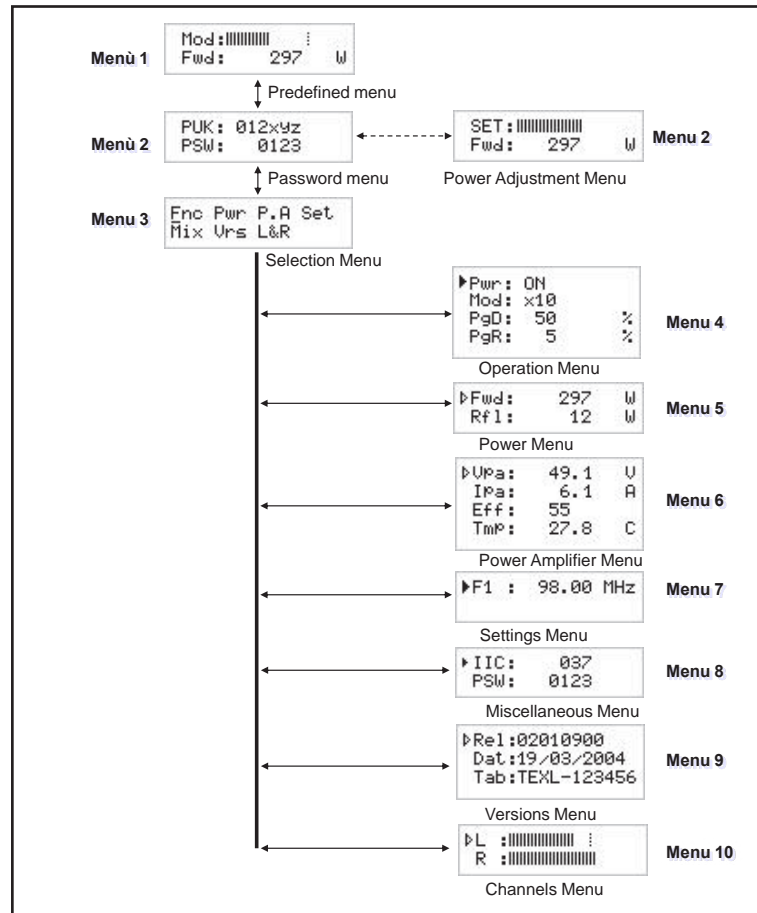 Menù 1
Mod:
Fwd: 297 W
Predefined menu
Menù 2
PUK: 012xyz
PSW: 0123
SET:
Fwd: 297 W
Menu 2
Password menu
Power Adjustment Menu
Menu 3
Fnc Pwr P.A Set
Mix Vrs L&R
Selection Menu
Pwr: ON
Mod: x10
PgD: 50 %
PgR: 5 %
Menu 4
Operation Menu
Fwd: 297 W
Rfl: 12 W
Menu 5
Power Menu
Vpa: 49.1 V
Ipa: 6.1 A
Eff: 55
Tmp: 27.8 C
Menu 6
Power Amplifier Menu
F1 : 98.00 MHz
Menu 7
Settings Menu
IIC: 037
PSW: 0123
Menu 8
Miscellaneous Menu
Rel:02010900
Dat:19/03/2004
Tab:TEXL-123456
Menu 9
Versions Menu
L :
R :
Menu 10
Channels Menu